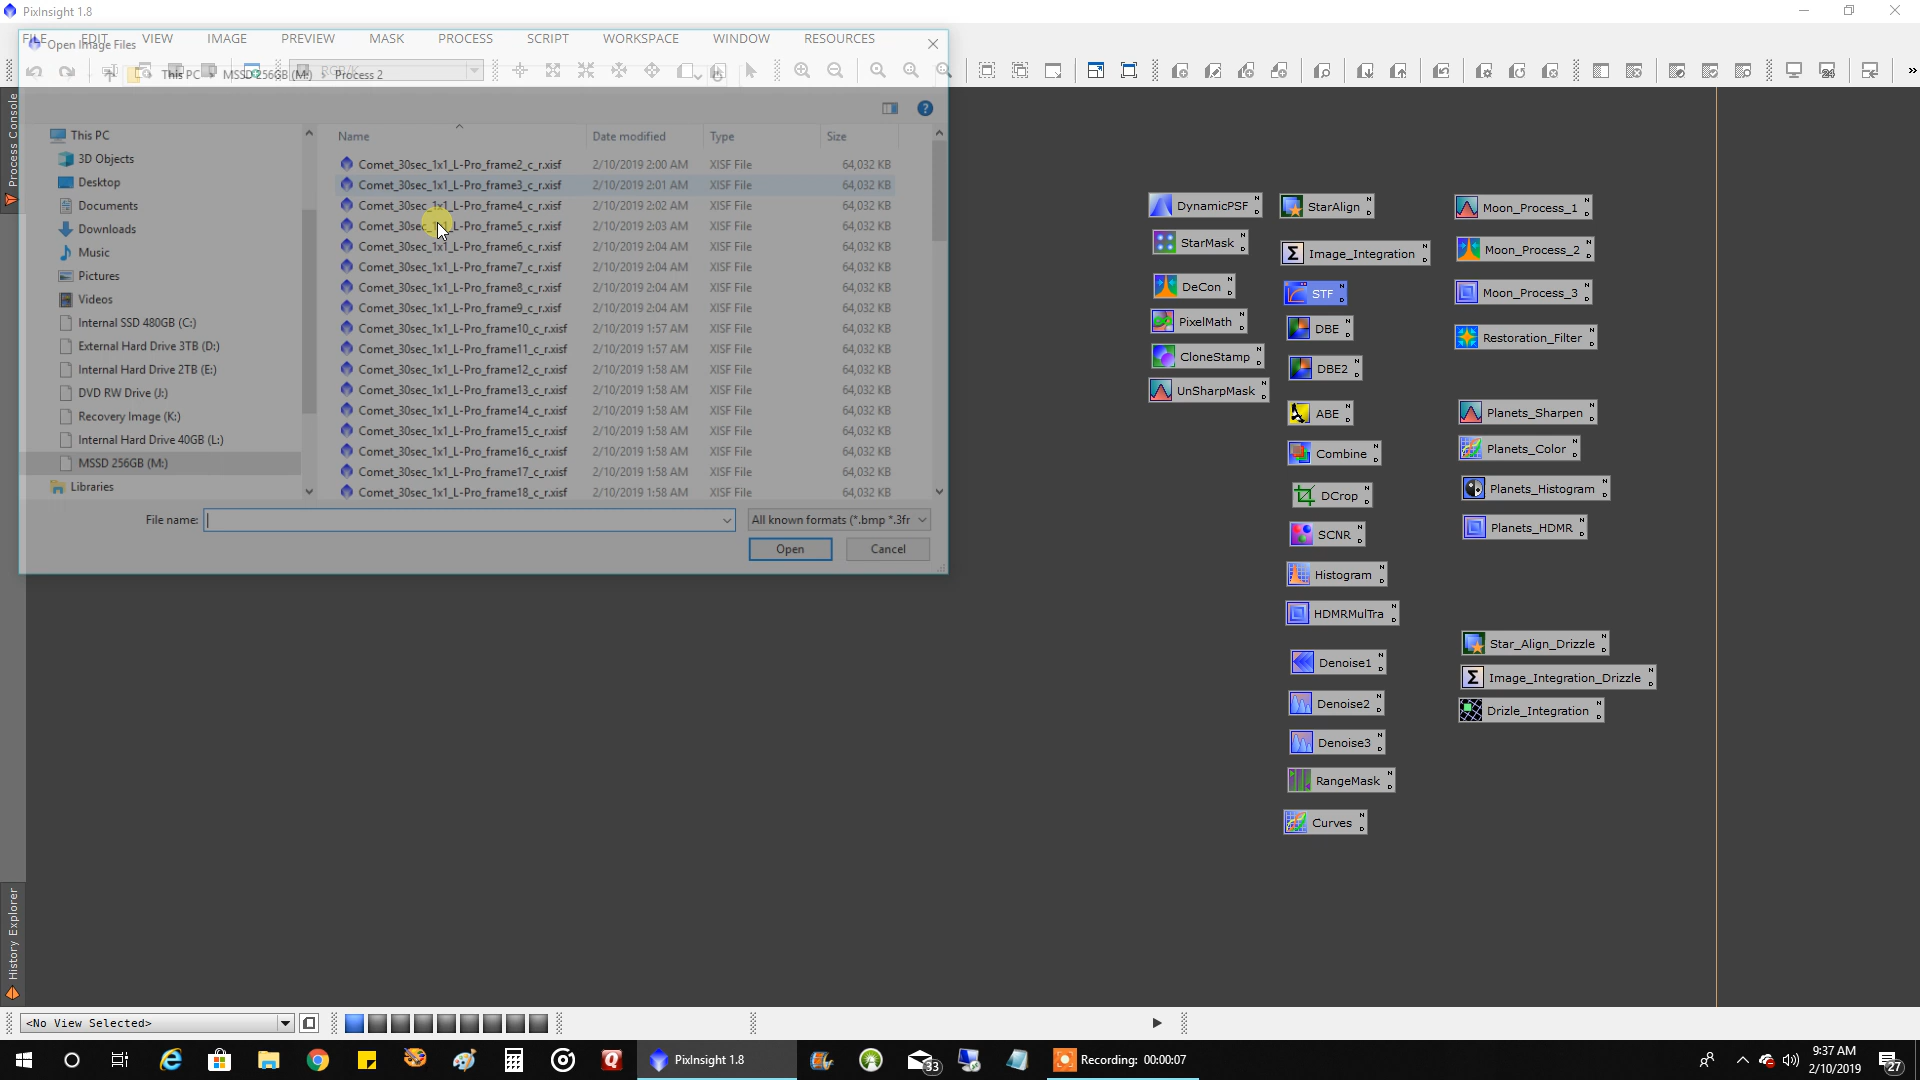 PixInsight 1.8
FILE EDIT VIEW IMAGE PREVIEW MASK PROCESS SCRIPT WORKSPACE WINDOW RESOURCES
Open Image Files
RGB/K
This PC MSSD 256GB (M:) Process 2
Process Console
Name Date modified Type Size
This PC
3D Objects
Desktop
Documents
Downloads
Music
Pictures
Videos
Internal SSD 480GB (C:)
External Hard Drive 3TB (D:)
Internal Hard Drive 2TB (E:)
DVD RW Drive (J:)
Recovery Image (K:)
Internal Hard Drive 40GB (L:)
MSSD 256GB (M:)
Libraries
Comet_30sec_1x1_L-Pro_frame2_c_r.xisf 2/10/2019 2:00 AM XISF File 64,032 KB
Comet_30sec_1x1_L-Pro_frame3_c_r.xisf 2/10/2019 2:01 AM XISF File 64,032 KB
Comet_30sec_1x1_L-Pro_frame4_c_r.xisf 2/10/2019 2:02 AM XISF File 64,032 KB
Comet_30sec_1x1_L-Pro_frame5_c_r.xisf 2/10/2019 2:03 AM XISF File 64,032 KB
Comet_30sec_1x1_L-Pro_frame6_c_r.xisf 2/10/2019 2:04 AM XISF File 64,032 KB
Comet_30sec_1x1_L-Pro_frame7_c_r.xisf 2/10/2019 2:04 AM XISF File 64,032 KB
Comet_30sec_1x1_L-Pro_frame8_c_r.xisf 2/10/2019 2:04 AM XISF File 64,032 KB
Comet_30sec_1x1_L-Pro_frame9_c_r.xisf 2/10/2019 2:04 AM XISF File 64,032 KB
Comet_30sec_1x1_L-Pro_frame10_c_r.xisf 2/10/2019 1:57 AM XISF File 64,032 KB
Comet_30sec_1x1_L-Pro_frame11_c_r.xisf 2/10/2019 1:57 AM XISF File 64,032 KB
Comet_30sec_1x1_L-Pro_frame12_c_r.xisf 2/10/2019 1:58 AM XISF File 64,032 KB
Comet_30sec_1x1_L-Pro_frame13_c_r.xisf 2/10/2019 1:58 AM XISF File 64,032 KB
Comet_30sec_1x1_L-Pro_frame14_c_r.xisf 2/10/2019 1:58 AM XISF File 64,032 KB
Comet_30sec_1x1_L-Pro_frame15_c_r.xisf 2/10/2019 1:58 AM XISF File 64,032 KB
Comet_30sec_1x1_L-Pro_frame16_c_r.xisf 2/10/2019 1:58 AM XISF File 64,032 KB
Comet_30sec_1x1_L-Pro_frame17_c_r.xisf 2/10/2019 1:58 AM XISF File 64,032 KB
Comet_30sec_1x1_L-Pro_frame18_c_r.xisf 2/10/2019 1:58 AM XISF File 64,032 KB
File name: All known formats (*.bmp *.3fr
Open Cancel
DynamicPSF
StarMask
DeCon
PixelMath
CloneStamp
UnSharpMask
StarAlign
Image_Integration
STF
DBE
DBE2
ABE
Combine
DCrop
SCNR
Histogram
HDMRMulTra
Denoise1
Denoise2
Denoise3
RangeMask
Curves
Moon_Process_1
Moon_Process_2
Moon_Process_3
Restoration_Filter
Planets_Sharpen
Planets_Color
Planets_Histogram
Planets_HDMR
Star_Align_Drizzle
Image_Integration_Drizzle
Drizle_Integration
History Explorer
<No View Selected>
PixInsight 1.8
33
Recording: 00:00:07
9:37 AM
2/10/2019
27